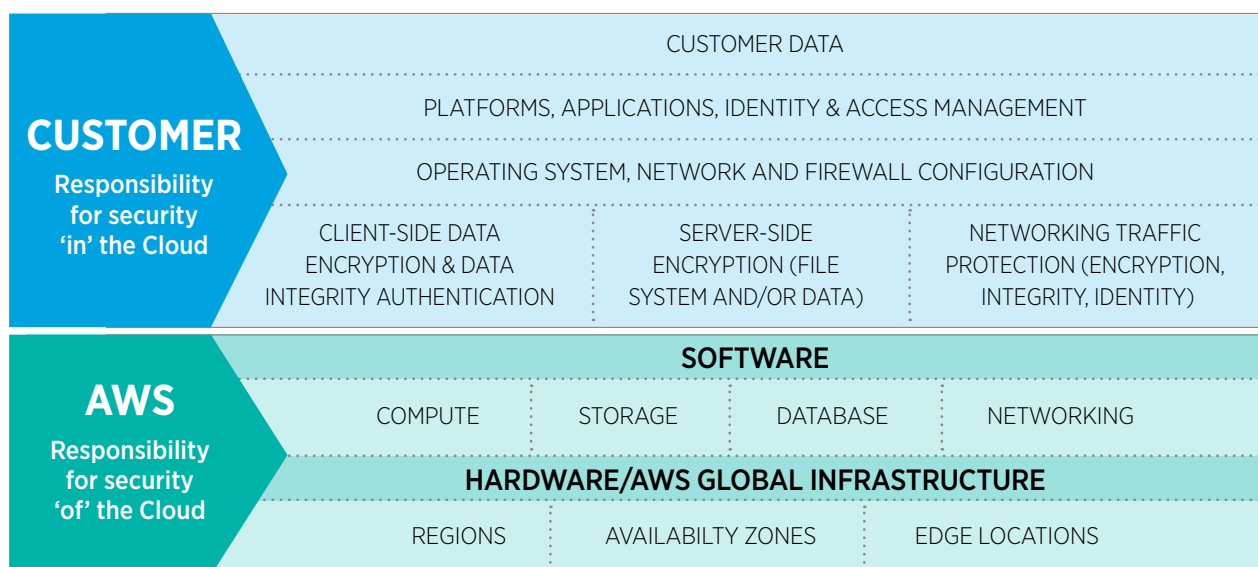 CUSTOMER
Responsibility
for security
‘in’ the Cloud
CUSTOMER DATA
PLATFORMS, APPLICATIONS, IDENTITY & ACCESS MANAGEMENT
OPERATING SYSTEM, NETWORK AND FIREWALL CONFIGURATION
CLIENT-SIDE DATA
ENCRYPTION & DATA
INTEGRITY AUTHENTICATION
SERVER-SIDE
ENCRYPTION (FILE
SYSTEM AND/OR DATA)
NETWORKING TRAFFIC
PROTECTION (ENCRYPTION,
INTEGRITY, IDENTITY)
AWS
Responsibility
for security
‘of’ the Cloud
SOFTWARE
COMPUTE
STORAGE
DATABASE
NETWORKING
HARDWARE/AWS GLOBAL INFRASTRUCTURE
REGIONS
AVAILABILTY ZONES
EDGE LOCATIONS